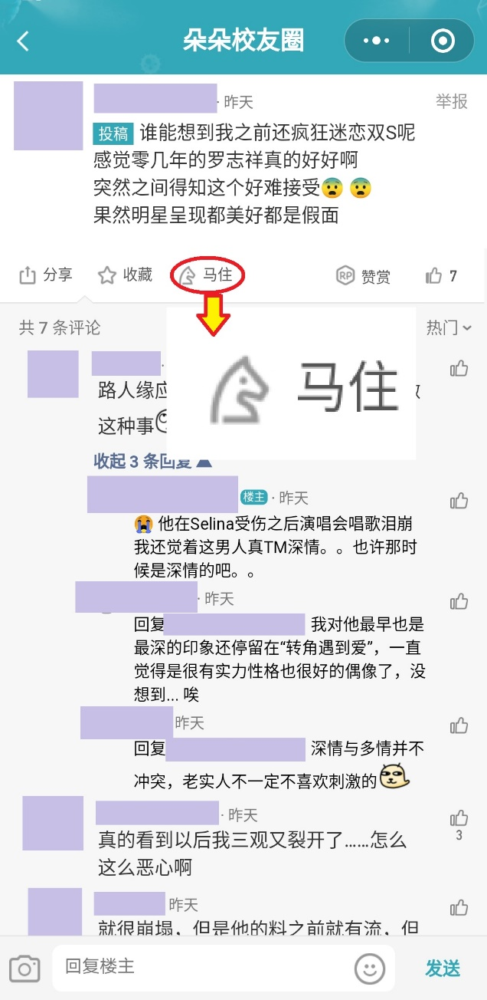 朵朵校友圈
· 昨天
举报
投稿 谁能想到我之前还疯狂迷恋双S呢
感觉零几年的罗志祥真的好好啊
突然之间得知这个好难接受😨 😨
果然明星呈现都美好都是假面
分享
收藏
马住
RP 赞赏
7
共 7 条评论
热门
马住
路人缘应
这种事
收起 3 条回复
楼主 · 昨天
😭 他在Selina受伤之后演唱会唱歌泪崩
我还觉着这男人真TM深情。。也许那时
候是深情的吧。。
· 昨天
回复 我对他最早也是
最深的印象还停留在“转角遇到爱”，一直
觉得是很有实力性格也很好的偶像了，没
想到... 唉
昨天
回复 深情与多情并不
冲突，老实人不一定不喜欢刺激的
· 昨天
3
真的看到以后我三观又裂开了......怎么
这么恶心啊
昨天
就很崩塌，但是他的料之前就有流，但
回复楼主
发送